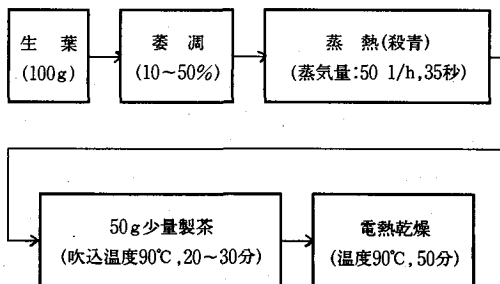 生 葉
(100g)
萎 凋
(10～50%)
蒸 熱(殺青)
(蒸気量:50 l/h,35秒)
50g少量製茶
(吹込温度90℃,20～30分)
電熱乾燥
(温度90℃,50分)